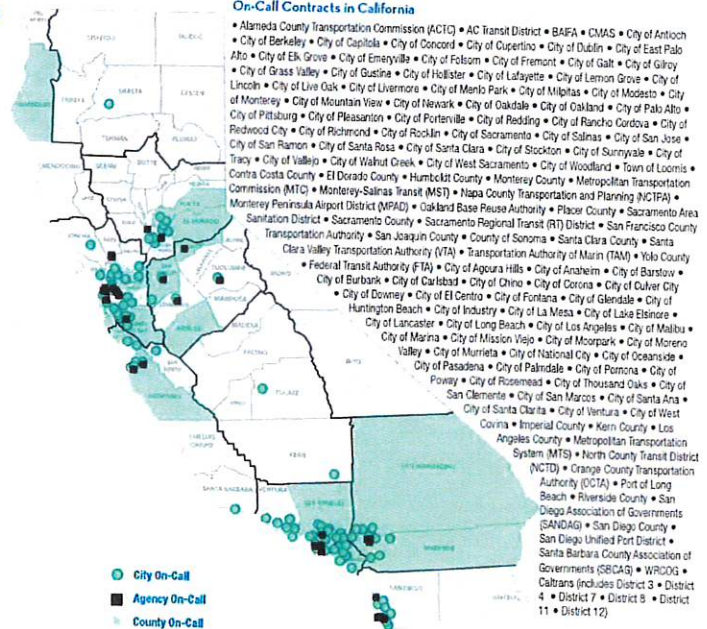 On-Call Contracts in California
• Alameda County Transportation Commission (ACTC) • AC Transit District • BAIFA • CMAS • City of Antioch
• City of Berkeley • City of Capitola • City of Concord • City of Cupertino • City of Dublin • City of East Palo
Alto • City of Elk Grove • City of Emeryville • City of Folsom • City of Fremont • City of Galt • City of Gilroy
• City of Grass Valley • City of Gustine • City of Hollister • City of Lafayette • City of Lemon Grove • City of
Lincoln • City of Live Oak • City of Livermore • City of Menlo Park • City of Milpitas • City of Modesto • City
of Monterey • City of Mountain View • City of Newark • City of Oakdale • City of Oakland • City of Palo Alto •
City of Pittsburg • City of Pleasanton • City of Porterville • City of Redding • City of Rancho Cordova • City of
Redwood City • City of Richmond • City of Rocklin • City of Sacramento • City of Salinas • City of San Jose •
City of San Ramon • City of Santa Rosa • City of Santa Clara • City of Stockton • City of Sunnyvale • City of
Tracy • City of Vallejo • City of Walnut Creek • City of West Sacramento • City of Woodland • Town of Loomis •
Contra Costa County • El Dorado County • Humboldt County • Monterey County • Metropolitan Transportation
Commission (MTC) • Monterey-Salinas Transit (MST) • Napa County Transportation and Planning (NCTPA) •
Monterey Peninsula Airport District (MPAD) • Oakland Base Reuse Authority • Placer County • Sacramento Area
Sanitation District • Sacramento County • Sacramento Regional Transit (RT) District • San Francisco County
Transportation Authority • San Joaquin County • County of Sonoma • Santa Clara County • Santa
Clara Valley Transportation Authority (VTA) • Transportation Authority of Marin (TAM) • Yolo County
• Federal Transit Authority (FTA) • City of Agoura Hills • City of Anaheim • City of Barstow •
City of Burbank • City of Carlsbad • City of Chino • City of Corona • City of Culver City
• City of Downey • City of El Centro • City of Fontana • City of Glendale • City of
Huntington Beach • City of Industry • City of La Mesa • City of Lake Elsinore •
City of Lancaster • City of Long Beach • City of Los Angeles • City of Malibu •
City of Marina • City of Mission Viejo • City of Moorpark • City of Moreno
Valley • City of Murrieta • City of National City • City of Oceanside •
City of Pasadena • City of Palmdale • City of Pomona • City of
Poway • City of Rosemead • City of Thousand Oaks • City of
San Clemente • City of San Marcos • City of Santa Ana •
City of Santa Clarita • City of Ventura • City of West
Covina • Imperial County • Kern County • Los
Angeles County • Metropolitan Transportation
System (MTS) • North County Transit District
(NCTD) • Orange County Transportation
Authority (OCTA) • Port of Long
Beach • Riverside County • San
Diego Association of Governments
(SANDAG) • San Diego County •
San Diego Unified Port District •
Santa Barbara County Association of
Governments (SBCAG) • WRCOG •
Caltrans (includes District 3 • District
4 • District 7 • District 8 • District
11 • District 12)
SHASTA
LASSEN
PLUMAS
BUTTE
EL DORADO
TUOLUMNE
MARIPOSA
MADERA
FRESNO
TULARE
INYO
KERN
SANTA BARBARA
VENTURA
LOS ANGELES
SAN BERNARDINO
RIVERSIDE
SAN DIEGO
City On-Call
Agency On-Call
County On-Call